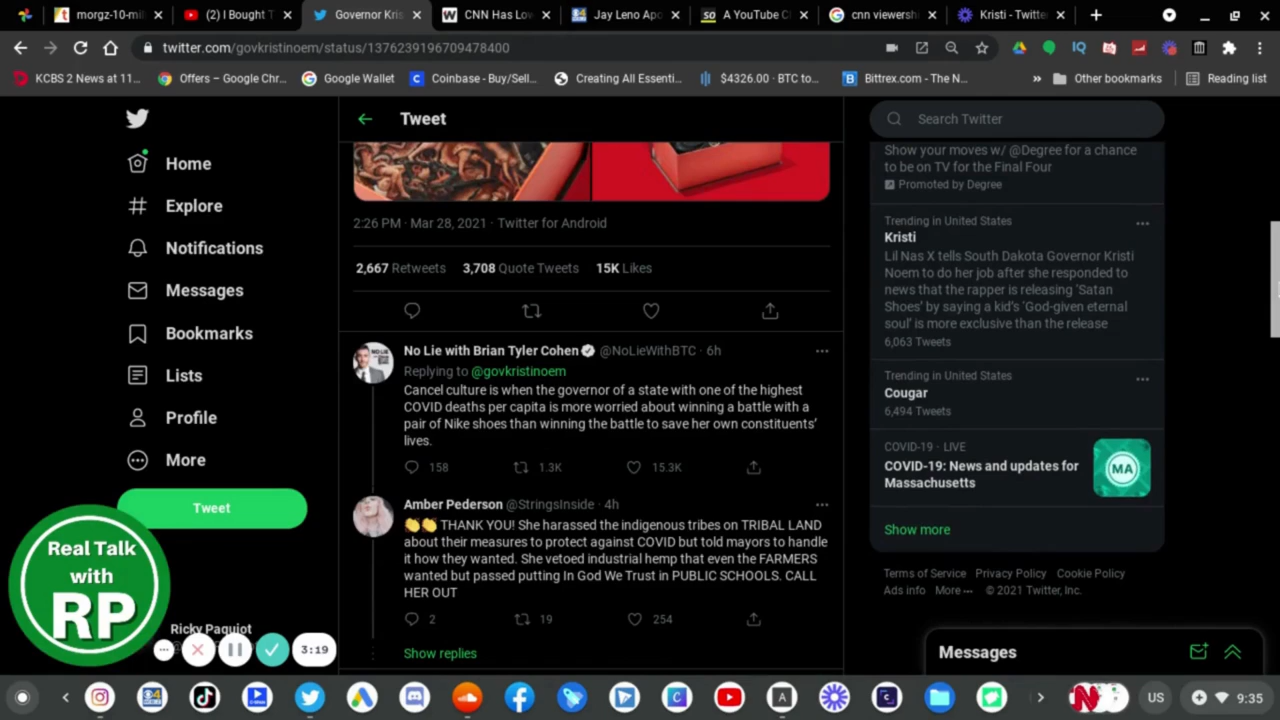 morgz-10-mil
(2) I Bought T
Governor Kris
CNN Has Lo
Jay Leno Apo
A YouTube C
cnn viewersh
Kristi - Twitte
twitter.com/govkristinoem/status/1376239196709478400
KCBS 2 News at 11...
Offers – Google Chr...
Google Wallet
Coinbase - Buy/Sell...
Creating All Essenti...
$4326.00 · BTC to...
Bittrex.com - The N...
»
Other bookmarks
Reading list
Home
Explore
Notifications
Messages
Bookmarks
Lists
Profile
More
Tweet
Real Talk
with
RP
Ricky Paquiot
3:19
Tweet
2:26 PM · Mar 28, 2021 · Twitter for Android
2,667 Retweets 3,708 Quote Tweets 15K Likes
No Lie with Brian Tyler Cohen @NoLieWithBTC · 6h
Replying to @govkristinoem
Cancel culture is when the governor of a state with one of the highest
COVID deaths per capita is more worried about winning a battle with a
pair of Nike shoes than winning the battle to save her own constituents’
lives.
158 1.3K 15.3K
Amber Pederson @StringsInside · 4h
👏👏 THANK YOU! She harassed the indigenous tribes on TRIBAL LAND
about their measures to protect against COVID but told mayors to handle
it how they wanted. She vetoed industrial hemp that even the FARMERS
wanted but passed putting In God We Trust in PUBLIC SCHOOLS. CALL
HER OUT
2 19 254
Show replies
Search Twitter
Show your moves w/ @Degree for a chance
to be on TV for the Final Four
Promoted by Degree
Trending in United States
Kristi
Lil Nas X tells South Dakota Governor Kristi
Noem to do her job after she responded to
news that the rapper is releasing ‘Satan
Shoes’ by saying a kid’s ‘God-given eternal
soul’ is more exclusive than the release
6,063 Tweets
Trending in United States
Cougar
6,494 Tweets
COVID-19 · LIVE
COVID-19: News and updates for
Massachusetts
MA
Show more
Terms of Service Privacy Policy Cookie Policy
Ads info More ··· © 2021 Twitter, Inc.
Messages
US
9:35